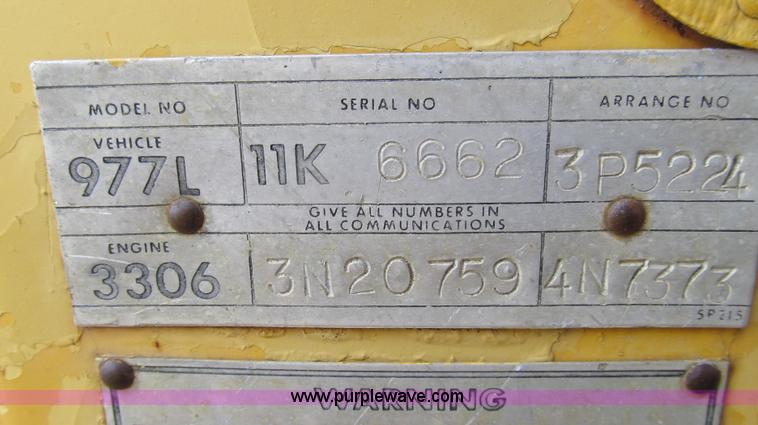 MODEL NO SERIAL NO ARRANGE NO
VEHICLE
977L 11K 6662 3P5224
GIVE ALL NUMBERS IN
ALL COMMUNICATIONS
ENGINE
3306 3N20759 4N7373
SP215
WARNING
www.purplewave.com